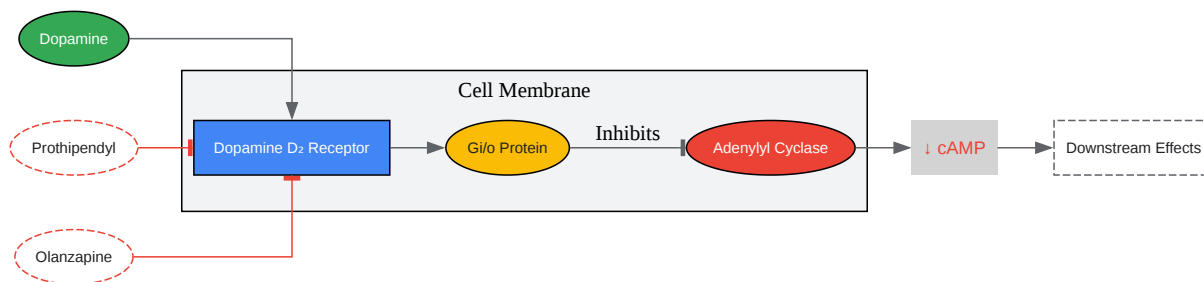 Dopamine
Cell Membrane
Prothipendyl
Dopamine D₂ Receptor
Gi/o Protein
Inhibits
Adenylyl Cyclase
↓ cAMP
Downstream Effects
Olanzapine